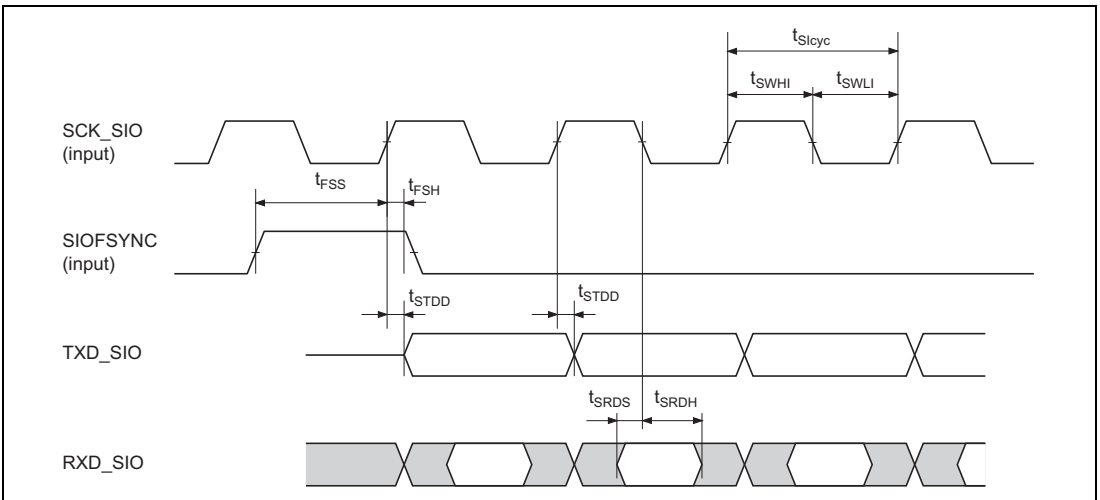 tSIcyc
tSWHI tSWLI
SCK_SIO
(input)
tFSS tFSH
SIOFSYNC
(input)
tSTDD tSTDD
TXD_SIO
tSRDS tSRDH
RXD_SIO